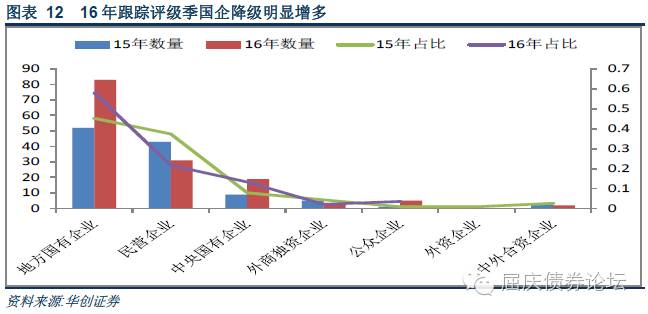 图表 12 16 年跟踪评级季国企降级明显增多
15年数量 16年数量 15年占比 16年占比
90 0.7
80 0.6
70 0.5
60 0.4
50 0.3
40 0.2
30 0.1
20 0
10
0
地方国有企业
民营企业
中央国有企业
外商独资企业
公众企业
外资企业
中外合资企业
屈庆债券论坛
资料来源:华创证券